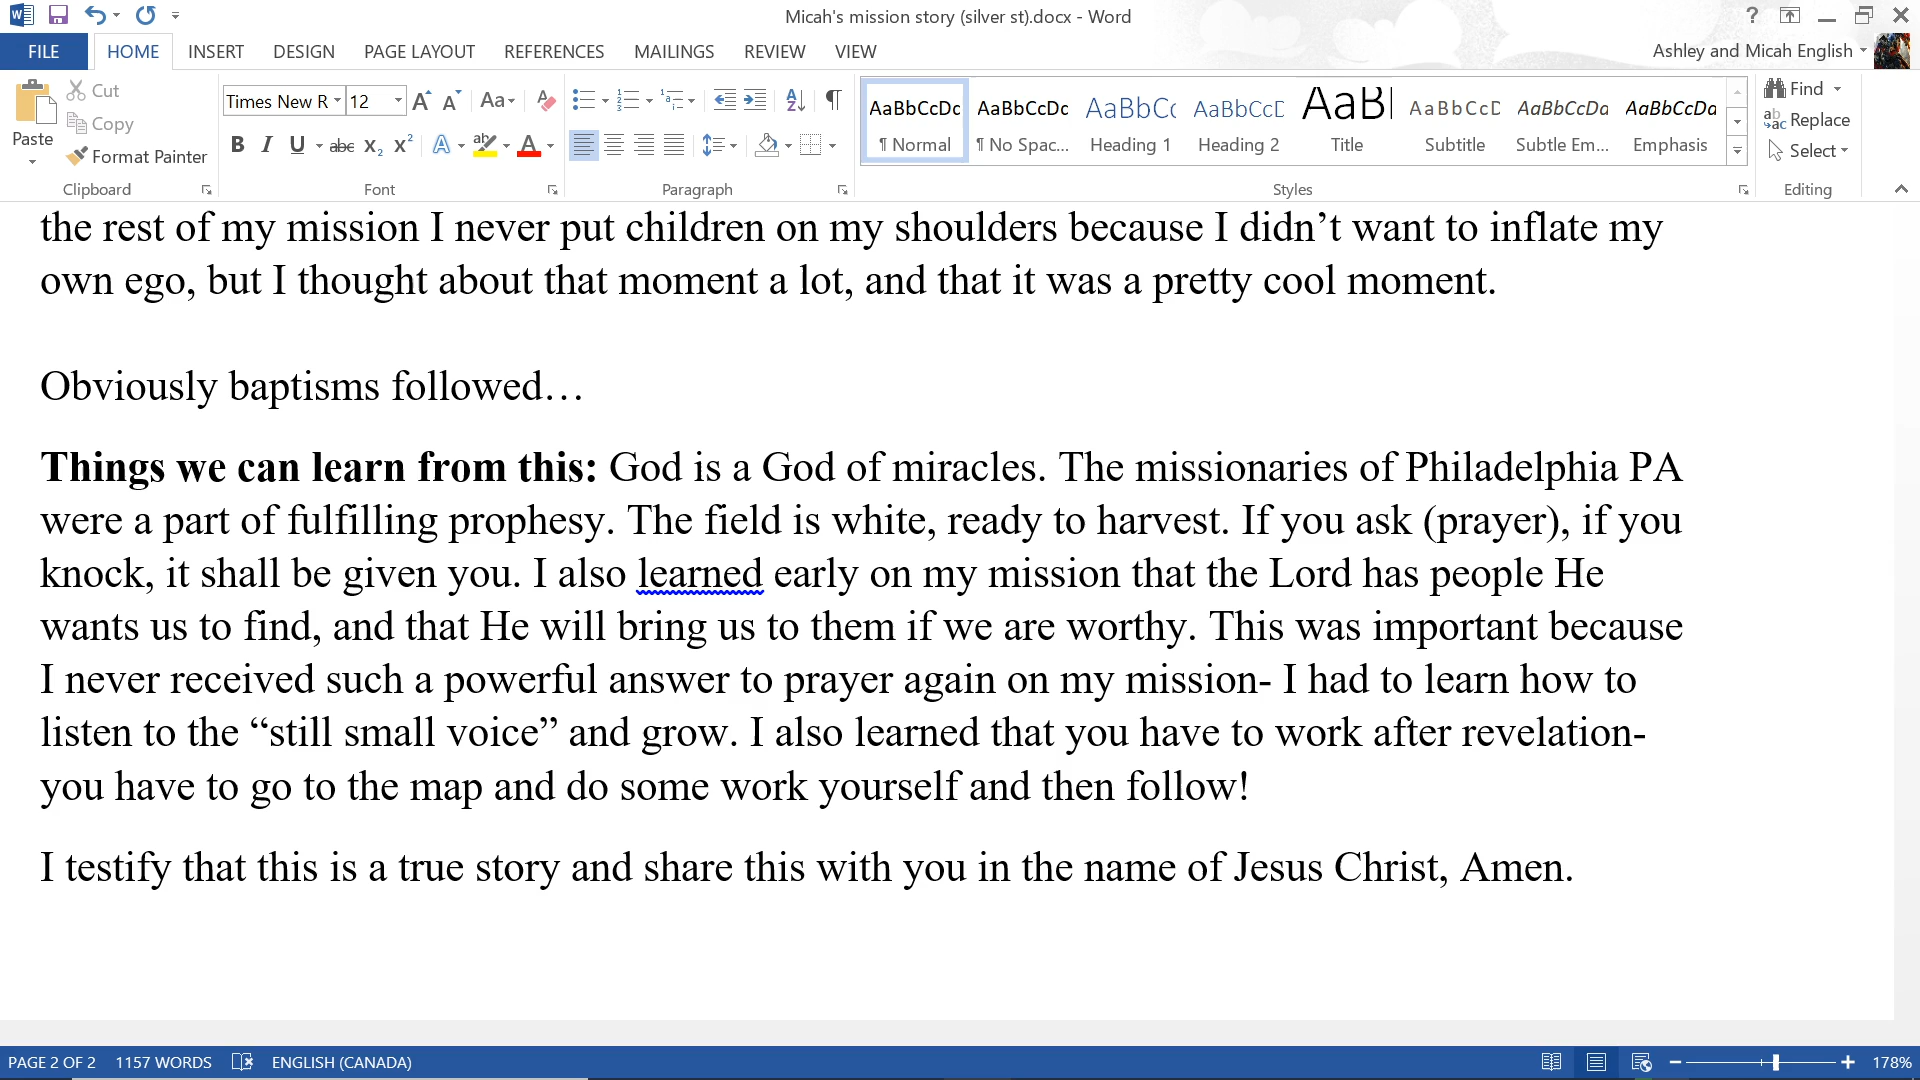 Micah's mission story (silver st).docx - Word
FILE HOME INSERT DESIGN PAGE LAYOUT REFERENCES MAILINGS REVIEW VIEW Ashley and Micah English
Paste Cut Copy Format Painter
Clipboard
Times New R 12 Aa
B I U abc X₂ X² A ab A
Font
Paragraph
AaBbCcDc AaBbCcDc AaBbC AaBbCcD AaB AaBbCcD AaBbCcDd AaBbCcDd
¶ Normal ¶ No Spac... Heading 1 Heading 2 Title Subtitle Subtle Em... Emphasis
Styles
Find
Replace
Select
Editing
the rest of my mission I never put children on my shoulders because I didn’t want to inflate my
own ego, but I thought about that moment a lot, and that it was a pretty cool moment.
Obviously baptisms followed…
Things we can learn from this: God is a God of miracles. The missionaries of Philadelphia PA
were a part of fulfilling prophesy. The field is white, ready to harvest. If you ask (prayer), if you
knock, it shall be given you. I also learned early on my mission that the Lord has people He
wants us to find, and that He will bring us to them if we are worthy. This was important because
I never received such a powerful answer to prayer again on my mission- I had to learn how to
listen to the “still small voice” and grow. I also learned that you have to work after revelation-
you have to go to the map and do some work yourself and then follow!
I testify that this is a true story and share this with you in the name of Jesus Christ, Amen.
PAGE 2 OF 2 1157 WORDS ENGLISH (CANADA) 178%